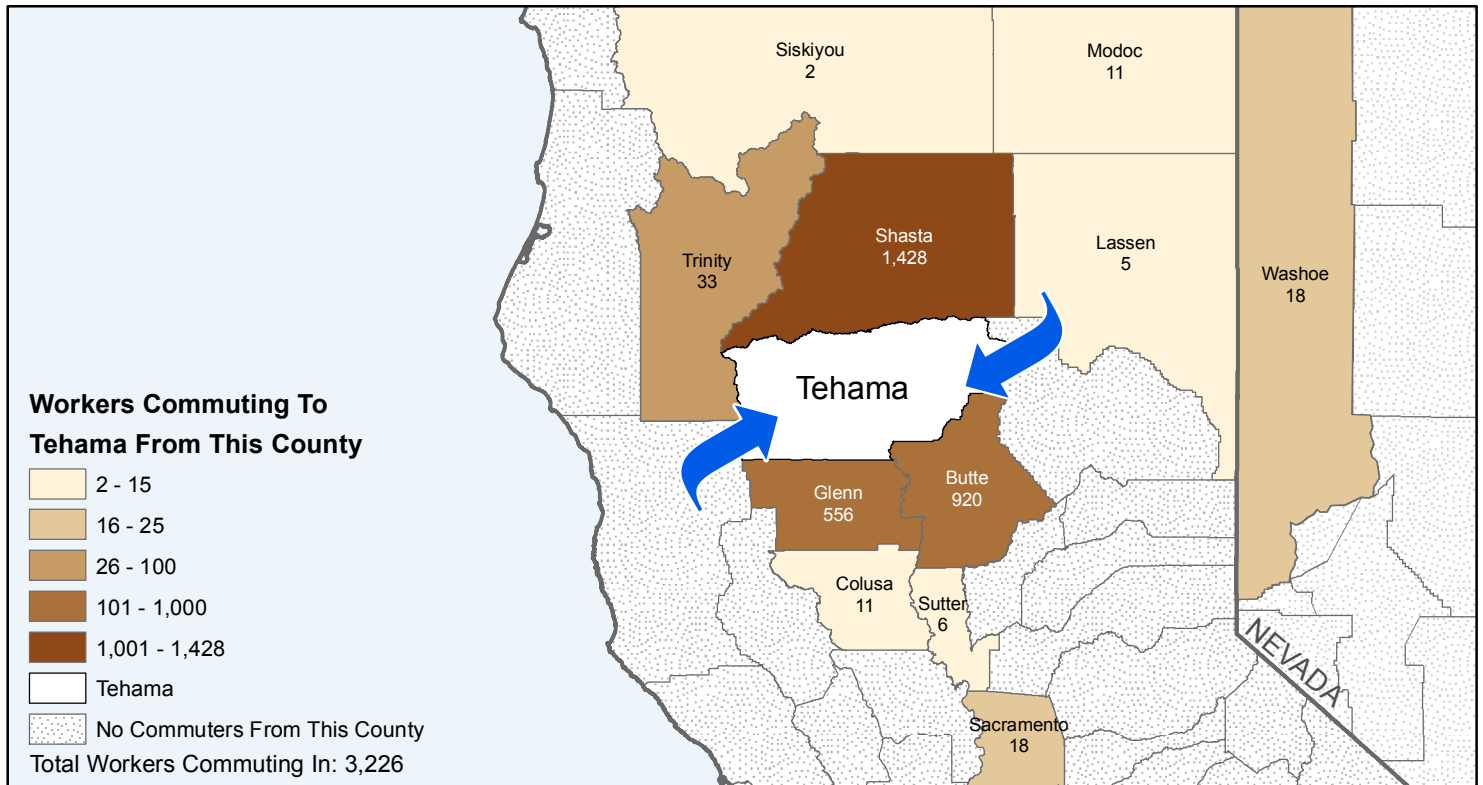 Siskiyou
2
Modoc
11
Shasta
1,428
Lassen
5
Trinity
33
Washoe
18
Tehama
Glenn
556
Butte
920
Colusa
11
Sutter
6
Sacramento
18
NEVADA
Workers Commuting To
Tehama From This County
2 - 15
16 - 25
26 - 100
101 - 1,000
1,001 - 1,428
Tehama
No Commuters From This County
Total Workers Commuting In: 3,226